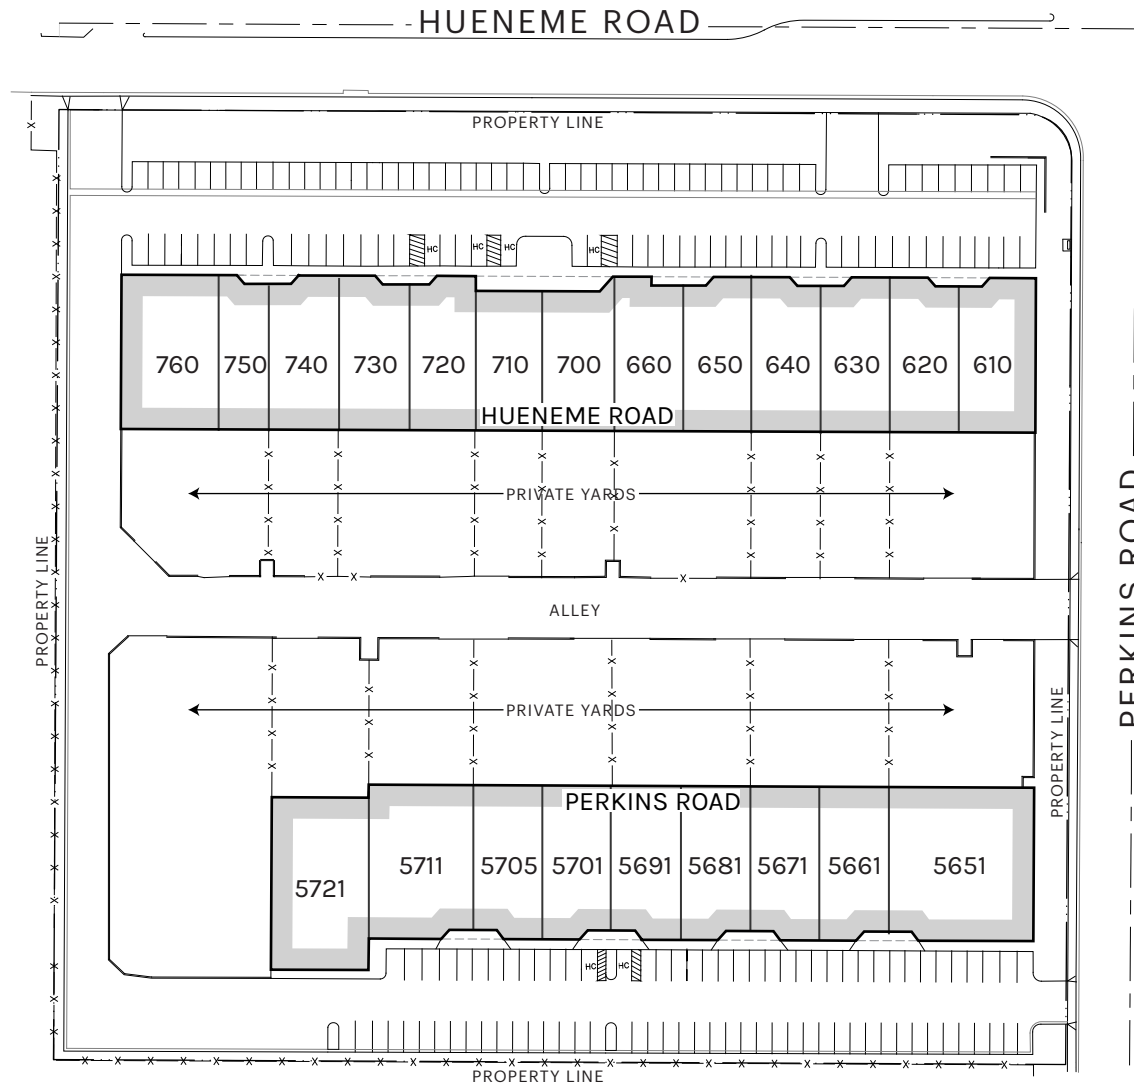 HUENEME ROAD
PROPERTY LINE
HC
HC
HC
HC
760 750 740 730 720 710 700 660 650 640 630 620 610
HUENEME ROAD
PRIVATE YARDS
PROPERTY LINE
ALLEY
PERKINS ROAD
PRIVATE YARDS
PROPERTY LINE
PERKINS ROAD
5721 5711 5705 5701 5691 5681 5671 5661 5651
HC
HC
PROPERTY LINE